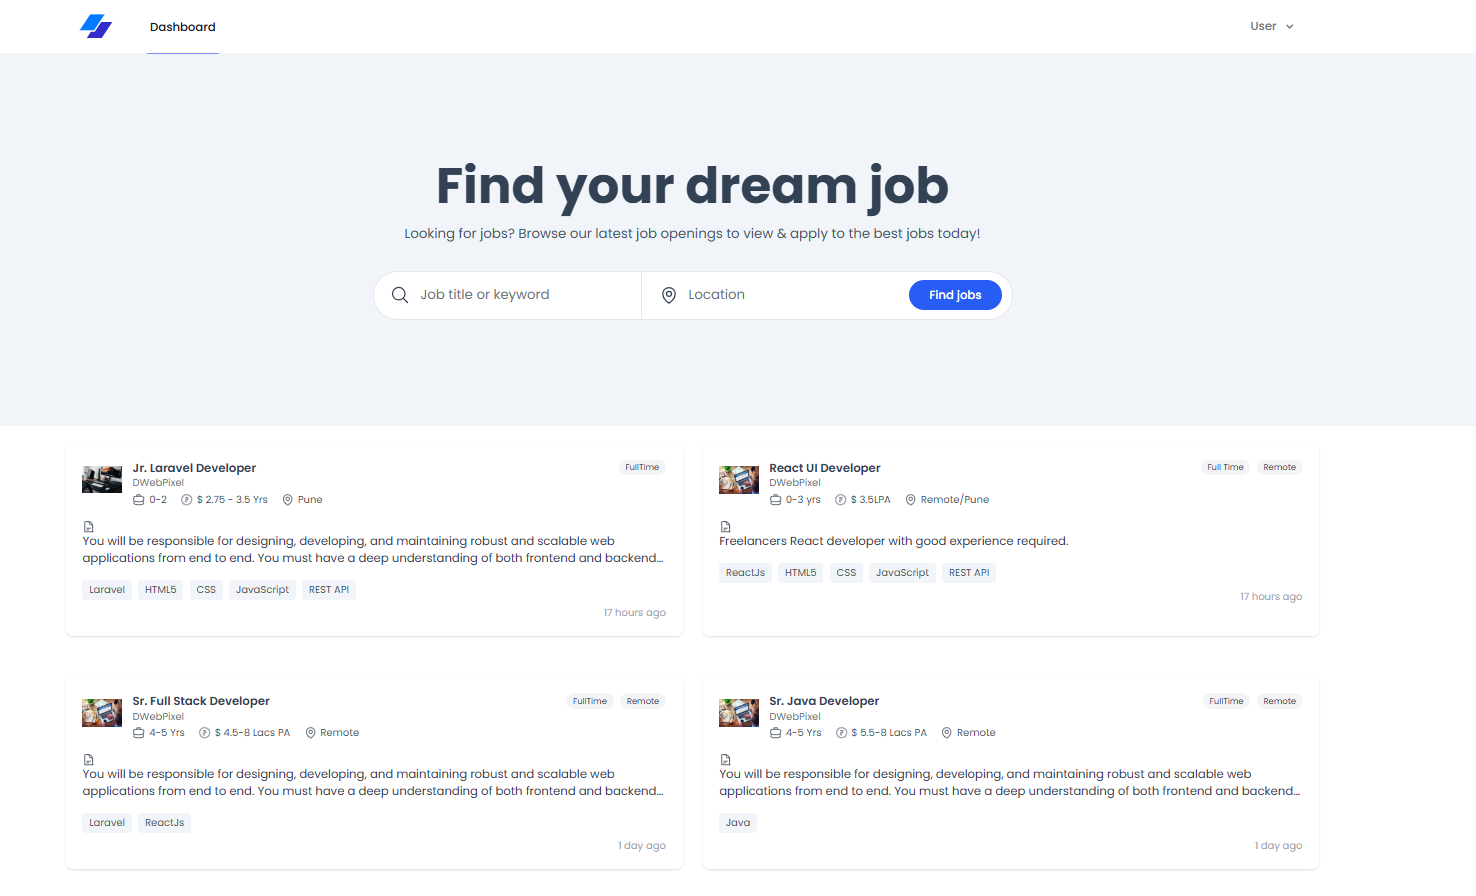 Dashboard
User
Find your dream job
Looking for jobs? Browse our latest job openings to view & apply to the best jobs today!
Job title or keyword
Location
Find jobs
Jr. Laravel Developer
FullTime
DWebPixel
0-2 $ 2.75 - 3.5 Yrs Pune
You will be responsible for designing, developing, and maintaining robust and scalable web
applications from end to end. You must have a deep understanding of both frontend and backend...
Laravel HTML5 CSS JavaScript REST API
17 hours ago
React UI Developer
Full Time Remote
DWebPixel
0-3 yrs $ 3.5LPA Remote/Pune
Freelancers React developer with good experience required.
ReactJs HTML5 CSS JavaScript REST API
17 hours ago
Sr. Full Stack Developer
FullTime Remote
DWebPixel
4-5 Yrs $ 4.5-8 Lacs PA Remote
You will be responsible for designing, developing, and maintaining robust and scalable web
applications from end to end. You must have a deep understanding of both frontend and backend...
Laravel ReactJs
1 day ago
Sr. Java Developer
FullTime Remote
DWebPixel
4-5 Yrs $ 5.5-8 Lacs PA Remote
You will be responsible for designing, developing, and maintaining robust and scalable web
applications from end to end. You must have a deep understanding of both frontend and backend...
Java
1 day ago